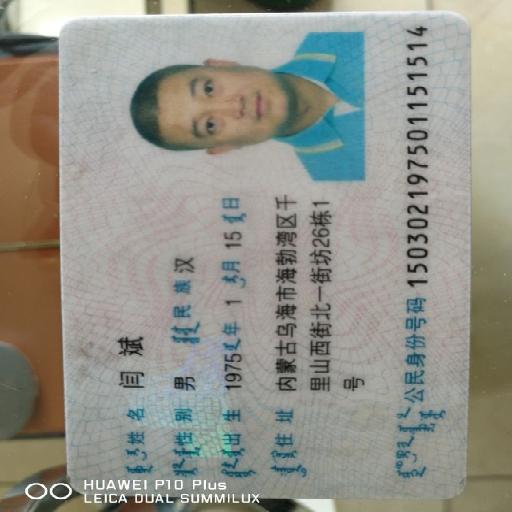 姓名 闫斌
性别 男 民族 汉
出生 1975年 1月 15日
住址 内蒙古乌海市海勃湾区千
里山西街北一街坊26栋1
号
公民身份号码 150302197501151514
HUAWEI P10 Plus
LEICA DUAL SUMMILUX